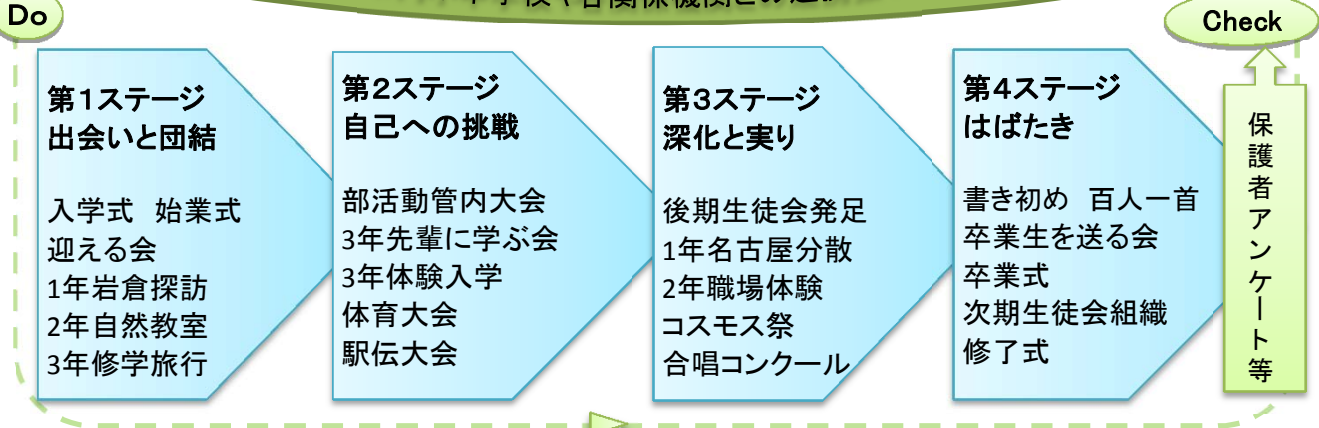 Do
Check
第1ステージ
出会いと団結
入学式 始業式
迎える会
1年岩倉探訪
2年自然教室
3年修学旅行
第2ステージ
自己への挑戦
部活動管内大会
3年先輩に学ぶ会
3年体験入学
体育大会
駅伝大会
第3ステージ
深化と実り
後期生徒会発足
1年名古屋分散
2年職場体験
コスモス祭
合唱コンクール
第4ステージ
はばたき
書き初め 百人一首
卒業生を送る会
卒業式
次期生徒会組織
修了式
保護者アンケート等